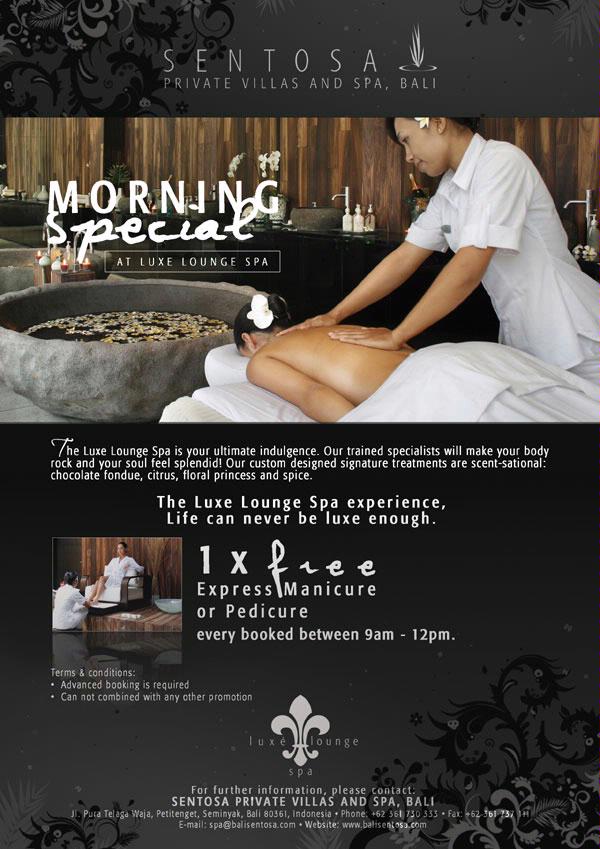 SENTOSA
PRIVATE VILLAS AND SPA, BALI
MORNING
Special
AT LUXE LOUNGE SPA
The Luxe Lounge Spa is your ultimate indulgence. Our trained specialists will make your body
rock and your soul feel splendid! Our custom designed signature treatments are scent-sational:
chocolate fondue, citrus, floral princess and spice.
The Luxe Lounge Spa experience,
Life can never be luxe enough.
1 x free
Express Manicure
or Pedicure
every booked between 9am - 12pm.
Terms & conditions:
• Advanced booking is required
• Can not combined with any other promotion
luxé lounge
spa
For further information, please contact:
SENTOSA PRIVATE VILLAS AND SPA, BALI
Jl. Pura Telaga Waja, Petitenget, Seminyak, Bali 80361, Indonesia • Phone: +62 361 730 333 • Fax: +62 361 737 111
E-mail: spa@balisentosa.com • Website: www.balisentosa.com